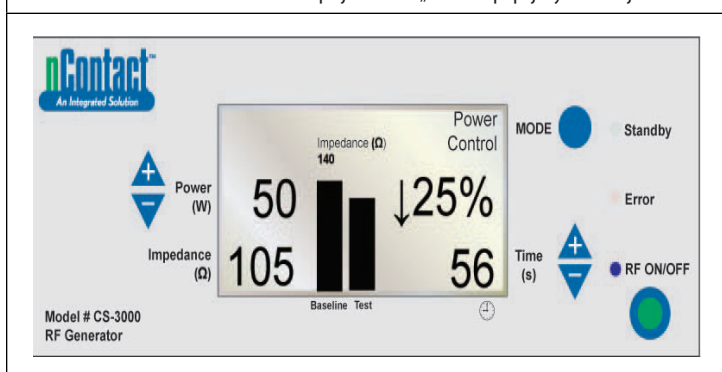 nContact™
An Integrated Solution
Power (W)
Impedance (Ω)
Model # CS-3000
RF Generator
Power Control
Impedance (Ω)
140
50
↓25%
105
56
Baseline Test
MODE
Time (s)
Standby
Error
RF ON/OFF